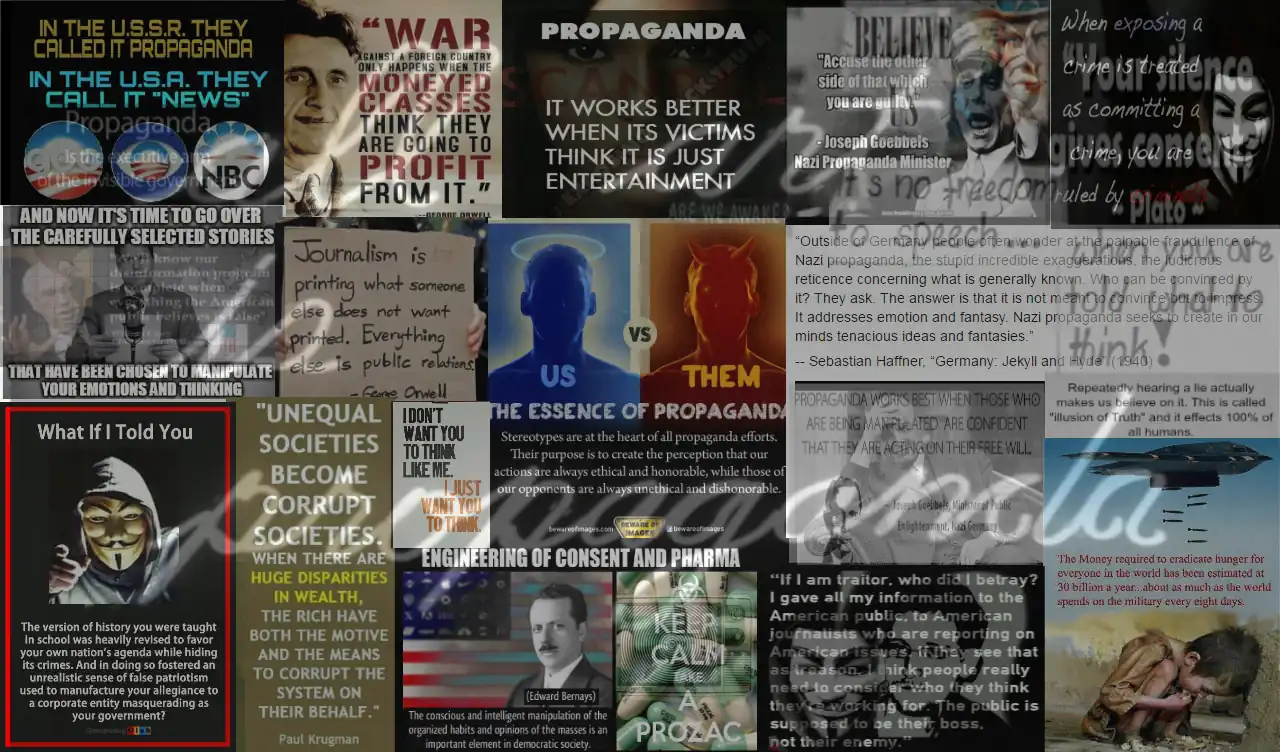 IN THE U.S.S.R. THEY
CALLED IT PROPAGANDA
IN THE U.S.A. THEY
CALL IT "NEWS"
Propaganda
Is the executive arm
of the invisible government
NBC
"WAR
AGAINST A FOREIGN COUNTRY
ONLY HAPPENS WHEN THE
MONEYED
CLASSES
THINK THEY
ARE GOING TO
PROFIT
FROM IT."
--GEORGE ORWELL
PROPAGANDA
IT WORKS BETTER
WHEN ITS VICTIMS
THINK IT IS JUST
ENTERTAINMENT
ARE WE AWAKE
BELIEVE
US
"Accuse the other
side of that which
you are guilty."
- Joseph Goebbels
Nazi Propaganda Minister
It's no freedom
to speech
When exposing a
crime is treated
as committing a
crime, you are
ruled by criminals
"Your silence
gives consent
Plato ~
AND NOW IT'S TIME TO GO OVER
THE CAREFULLY SELECTED STORIES
know our
disinformation program
complete when
everything the American
public believes is false"
THAT HAVE BEEN CHOSEN TO MANIPULATE
YOUR EMOTIONS AND THINKING
Journalism is
printing what someone
else does not want
printed. Everything
else is public relations.
- George Orwell
US
VS
THEM
THE ESSENCE OF PROPAGANDA
Stereotypes are at the heart of all propaganda efforts.
Their purpose is to create the perception that our
actions are always ethical and honorable, while those of
our opponents are always unethical and dishonorable.
bewareofimages.com
BEWARE OF
IMAGES
bewareofimages
"Outside of Germany people often wonder at the palpable fraudulence of
Nazi propaganda, the stupid incredible exaggerations, the ludicrous
reticence concerning what is generally known. Who can be convinced by
it? They ask. The answer is that it is not meant to convince but to impress.
It addresses emotion and fantasy. Nazi propaganda seeks to create in our
minds tenacious ideas and fantasies."
-- Sebastian Haffner, "Germany: Jekyll and Hyde" (1940)
when you are
told what to
think!
Repeatedly hearing a lie actually
makes us believe on it. This is called
"illusion of Truth" and it effects 100% of
all humans.
What If I Told You
The version of history you were taught
in school was heavily revised to favor
your own nation's agenda while hiding
its crimes. And in doing so fostered an
unrealistic sense of false patriotism
used to manufacture your allegiance to
a corporate entity masquerading as
your government?
"UNEQUAL
SOCIETIES
BECOME
CORRUPT
SOCIETIES.
WHEN THERE ARE
HUGE DISPARITIES
IN WEALTH,
THE RICH HAVE
BOTH THE MOTIVE
AND THE MEANS
TO CORRUPT THE
SYSTEM ON
THEIR BEHALF."
Paul Krugman
I DON'T
WANT YOU
TO THINK
LIKE ME.
I JUST
WANT YOU
TO THINK.
PROPAGANDA WORKS BEST WHEN THOSE WHO
ARE BEING MANIPULATED, ARE CONFIDENT
THAT THEY ARE ACTING ON THEIR FREE WILL.
- Joseph Goebbels, Minister of Public
Enlightenment, Nazi Germany
ENGINEERING OF CONSENT AND PHARMA
(Edward Bernays)
The conscious and intelligent manipulation of the
organized habits and opinions of the masses is an
important element in democratic society.
KEEP
CALM
TAKE
A
PROZAC
"If I am traitor, who did I betray?
I gave all my information to the
American public, to American
journalists who are reporting on
American issues. If they see that
as treason, I think people really
need to consider who they think
they're working for. The public is
supposed to be their boss,
not their enemy."
The Money required to eradicate hunger for
everyone in the world has been estimated at
30 billion a year...about as much as the world
spends on the military every eight days.